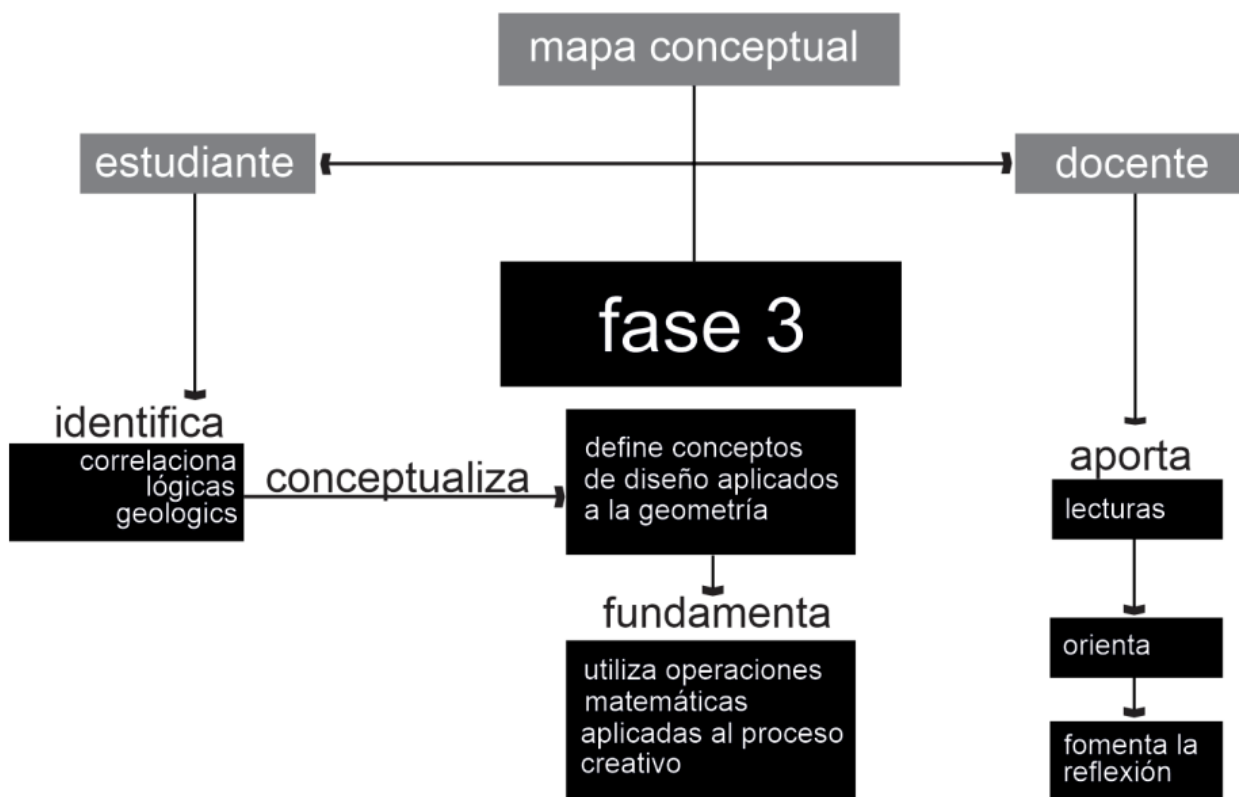 mapa conceptual
estudiante
docente
fase 3
identifica
correlaciona
lógicas
geologics
conceptualiza
define conceptos
de diseño aplicados
a la geometría
fundamenta
utiliza operaciones
matemáticas
aplicadas al proceso
creativo
aporta
lecturas
orienta
fomenta la
reflexión